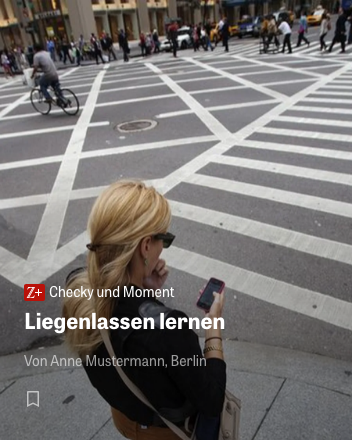 Z+ Checky und Moment
Liegenlassen lernen
Von Anne Mustermann, Berlin